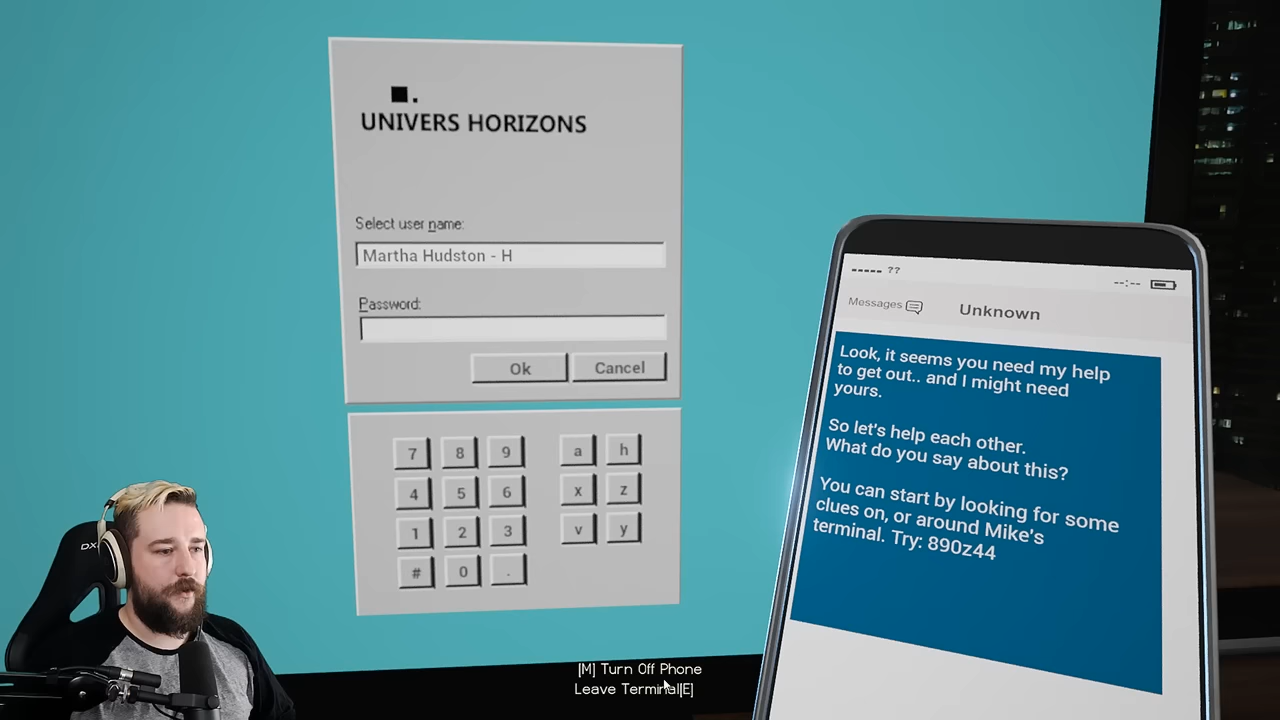 UNIVERS HORIZONS
Select user name:
Martha Hudston - H
Password:
Ok Cancel
7 8 9 a h
4 5 6 x z
1 2 3 v y
# 0 .
----- ??
--:--
Messages Unknown
Look, it seems you need my help
to get out.. and I might need
yours.
So let's help each other.
What do you say about this?
You can start by looking for some
clues on, or around Mike's
terminal. Try: 890z44
[M] Turn Off Phone
Leave Terminal[E]
DX